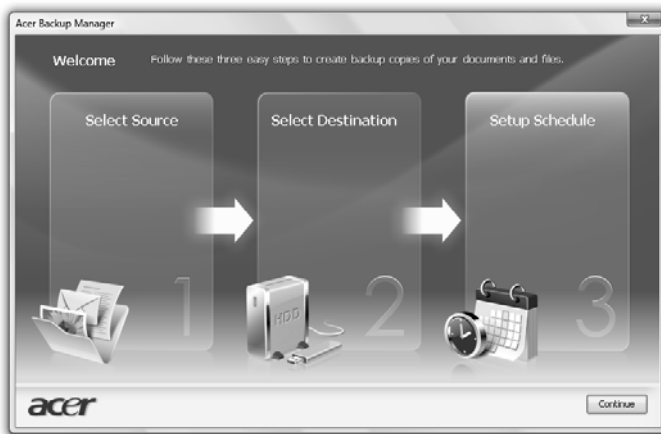 Acer Backup Manager
Welcome Follow these three easy steps to create backup copies of your documents and files.
Select Source
Select Destination
Setup Schedule
1
HDD
2
3
acer
Continue